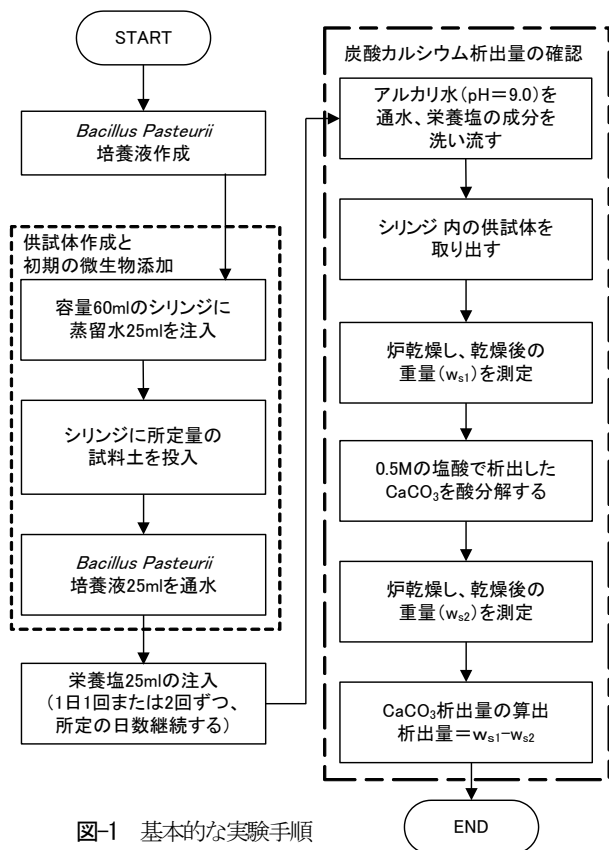 START
Bacillus Pasteurii
培養液作成
供試体作成と
初期の微生物添加
容量60mlのシリンジに
蒸留水25mlを注入
シリンジに所定量の
試料土を投入
Bacillus Pasteurii
培養液25mlを通水
栄養塩25mlの注入
(1日1回または2回ずつ、
所定の日数継続する)
炭酸カルシウム析出量の確認
アルカリ水(pH=9.0)を
通水、栄養塩の成分を
洗い流す
シリンジ 内の供試体を
取り出す
炉乾燥し、乾燥後の
重量(ws1)を測定
0.5Mの塩酸で析出した
CaCO3を酸分解する
炉乾燥し、乾燥後の
重量(ws2)を測定
CaCO3析出量の算出
析出量=ws1-ws2
END
図-1 基本的な実験手順